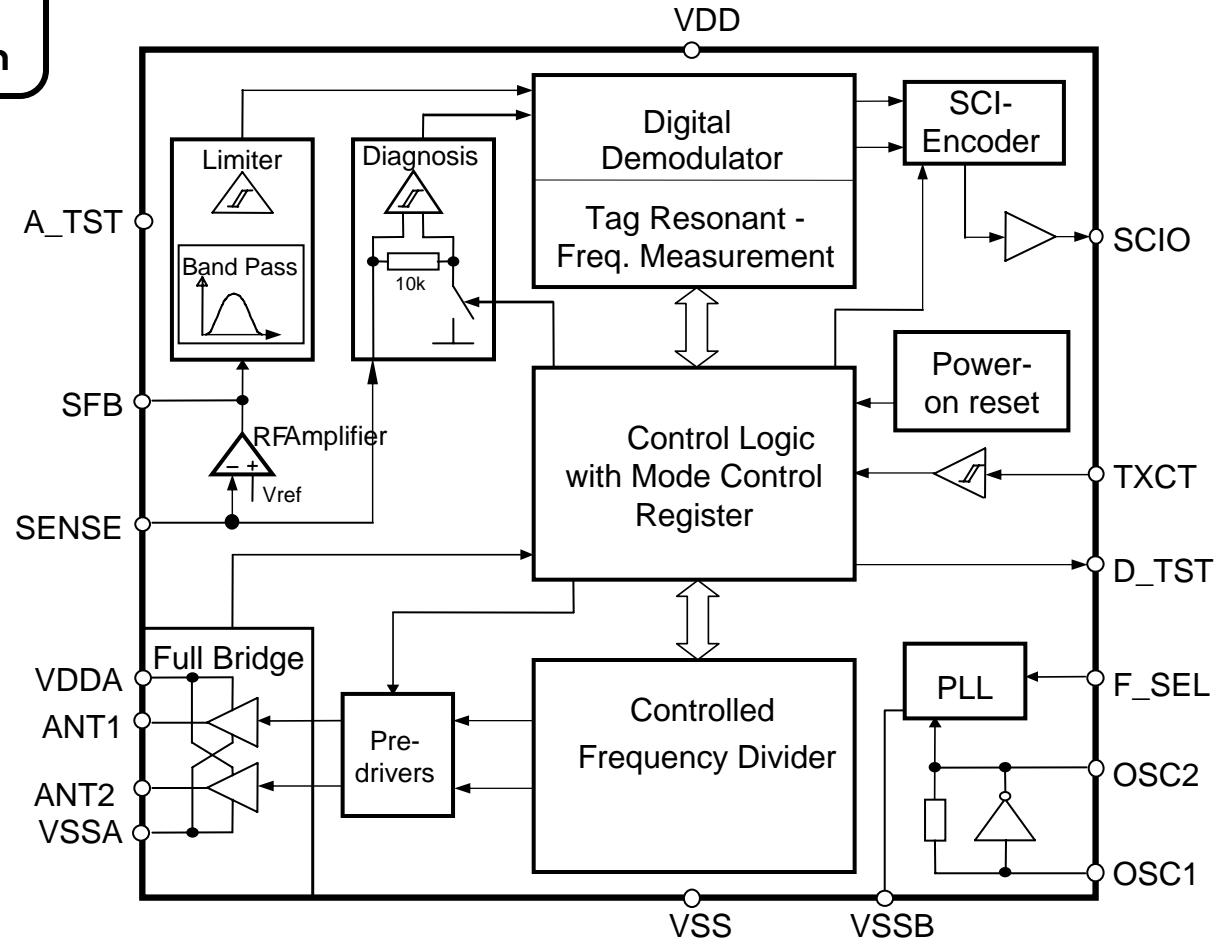 n
VDD
SCI-
Encoder
Digital
Demodulator
Limiter
Diagnosis
A_TST
Tag Resonant -
Freq. Measurement
SCIO
Band Pass
10k
Power-
on reset
SFB
RFAmplifier
Control Logic
with Mode Control
Register
− +
Vref
TXCT
SENSE
D_TST
Full Bridge
VDDA
PLL
F_SEL
ANT1
Controlled
Frequency Divider
Pre-
drivers
ANT2
OSC2
VSSA
OSC1
VSS
VSSB